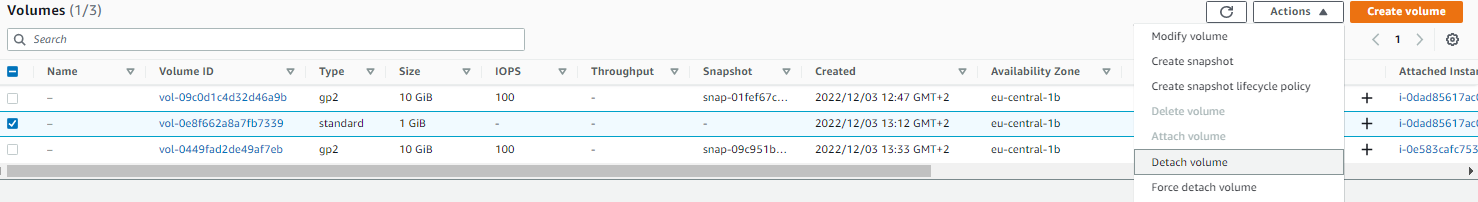 Volumes (1/3)
Actions
Create volume
Search
1
Name Volume ID Type Size IOPS Throughput Snapshot Created Availability Zone Attached Instan
– vol-09c0d1c4d32d46a9b gp2 10 GiB 100 - snap-01fef67c... 2022/12/03 12:47 GMT+2 eu-central-1b i-0dad85617ac0
– vol-0e8f662a8a7fb7339 standard 1 GiB - - 2022/12/03 13:12 GMT+2 eu-central-1b i-0dad85617ac0
– vol-0449fad2de49af7eb gp2 10 GiB 100 - snap-09c951b... 2022/12/03 13:33 GMT+2 eu-central-1b i-0e583cafc753
Modify volume
Create snapshot
Create snapshot lifecycle policy
Delete volume
Attach volume
Detach volume
Force detach volume